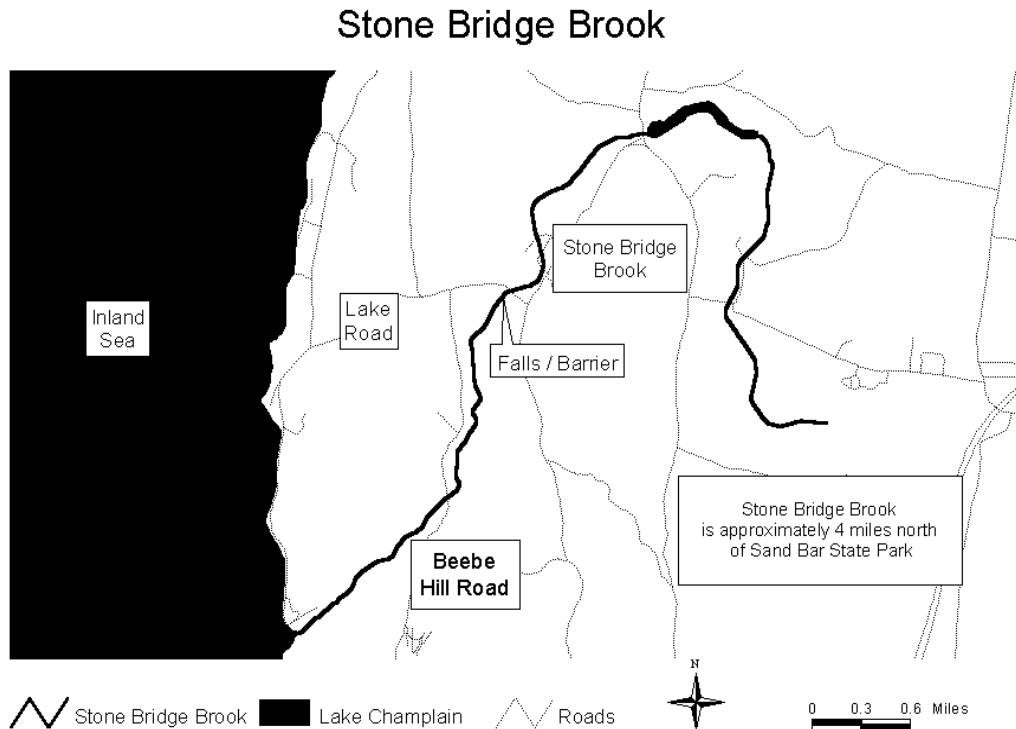 Stone Bridge Brook
Stone Bridge
Brook
Inland
Sea
Lake
Road
Falls / Barrier
Stone Bridge Brook
is approximately 4 miles north
of Sand Bar State Park
Beebe
Hill Road
N
Stone Bridge Brook
Lake Champlain
Roads
0 0.3 0.6 Miles